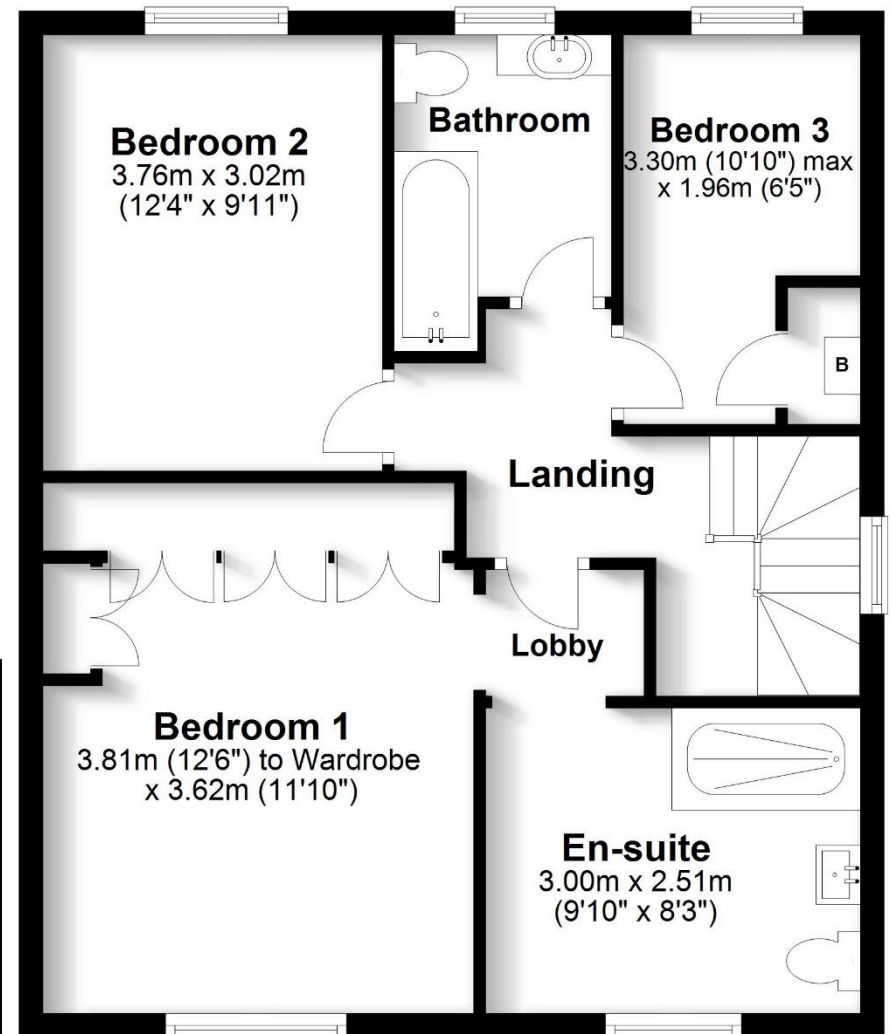 Bedroom 2
3.76m x 3.02m
(12'4" x 9'11")
Bathroom
Bedroom 3
3.30m (10'10") max
x 1.96m (6'5")
B
Landing
Lobby
Bedroom 1
3.81m (12'6") to Wardrobe
x 3.62m (11'10")
En-suite
3.00m x 2.51m
(9'10" x 8'3")